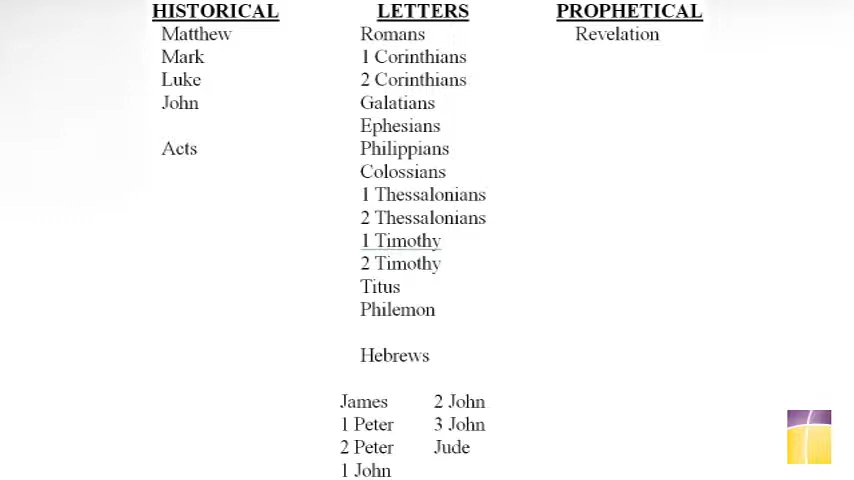 HISTORICAL LETTERS PROPHETICAL
Matthew Romans Revelation
Mark 1 Corinthians
Luke 2 Corinthians
John Galatians
Ephesians
Acts Philippians
Colossians
1 Thessalonians
2 Thessalonians
1 Timothy
2 Timothy
Titus
Philemon
Hebrews
James 2 John
1 Peter 3 John
2 Peter Jude
1 John